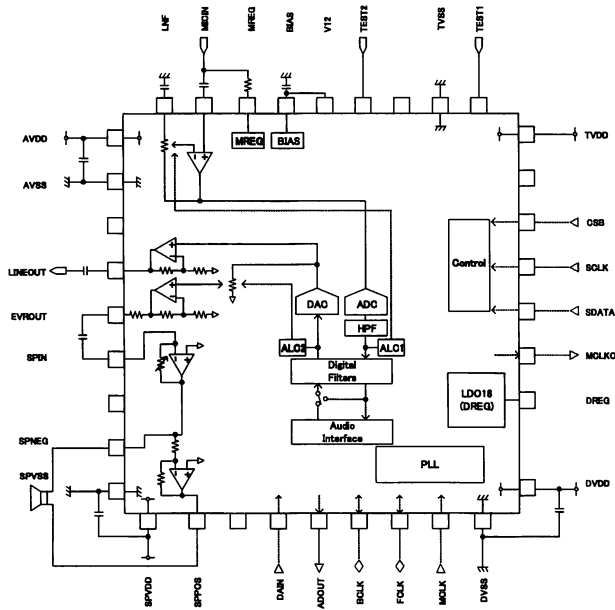 LNF
MICIN
MREG
BIAS
V12
TEST2
TVSS
TEST1
AVDD
AVSS
LINEOUT
EVROUT
SPIN
SPNEG
SPVSS
MREG
BIAS
TVDD
CSB
SCLK
SDATA
MCLKO
DREG
DVDD
Control
DAC
ADC
HPF
ALC2
ALC1
Digital
Filters
Audio
Interface
LDO18
(DREG)
PLL
SPVDD
SPPOS
DAIN
ADOUT
BCLK
FCLK
MCLK
DVSS